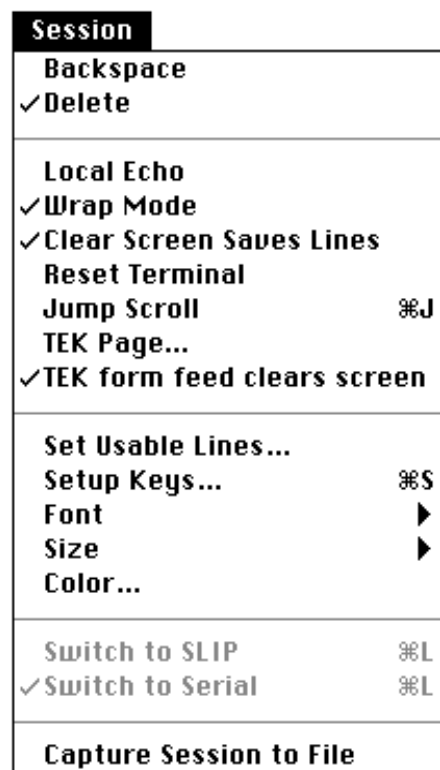 Session
Backspace
✓Delete
Local Echo
✓Wrap Mode
✓Clear Screen Saves Lines
Reset Terminal
Jump Scroll ⌘J
TEK Page...
✓TEK form feed clears screen
Set Usable Lines...
Setup Keys... ⌘S
Font ▶
Size ▶
Color...
Switch to SLIP ⌘L
✓Switch to Serial ⌘L
Capture Session to File